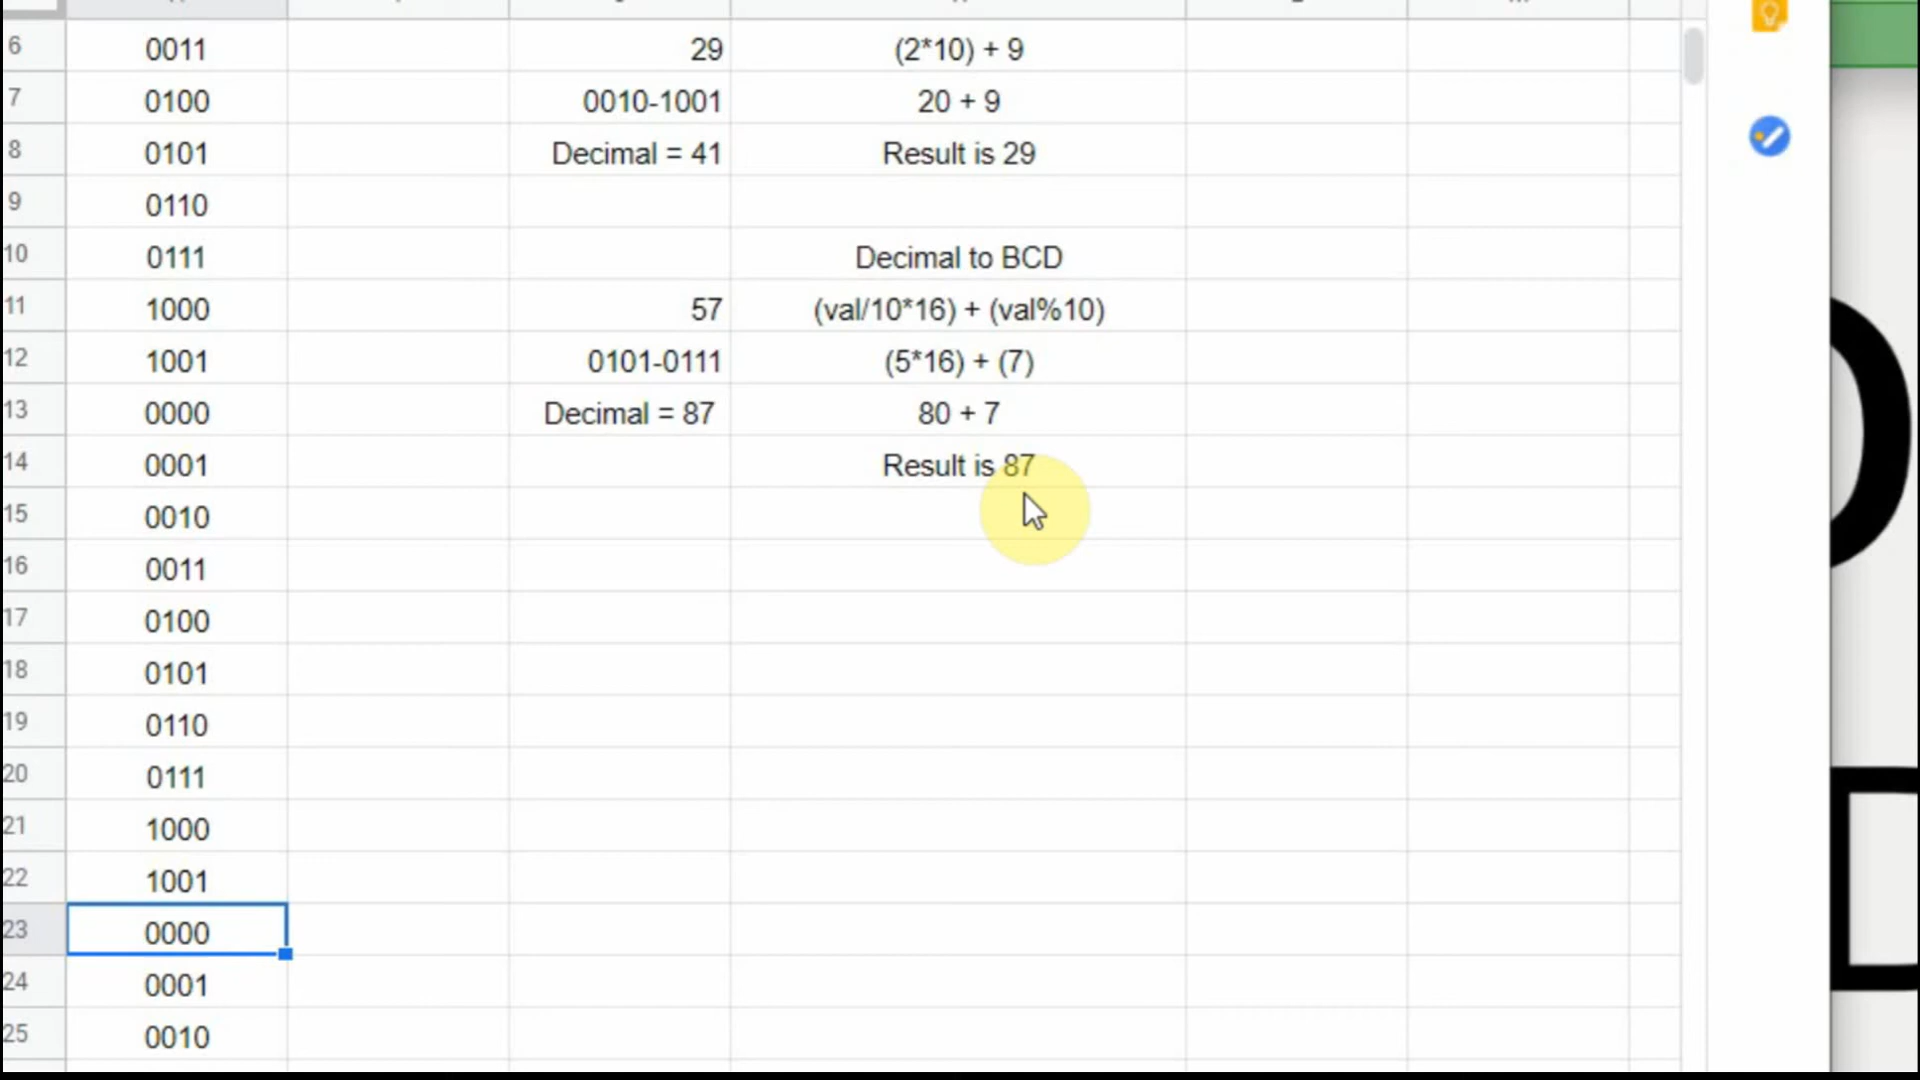 6 0011 29 (2*10) + 9
7 0100 0010-1001 20 + 9
8 0101 Decimal = 41 Result is 29
9 0110
10 0111 Decimal to BCD
11 1000 57 (val/10*16) + (val%10)
12 1001 0101-0111 (5*16) + (7)
13 0000 Decimal = 87 80 + 7
14 0001 Result is 87
15 0010
16 0011
17 0100
18 0101
19 0110
20 0111
21 1000
22 1001
23 0000
24 0001
25 0010